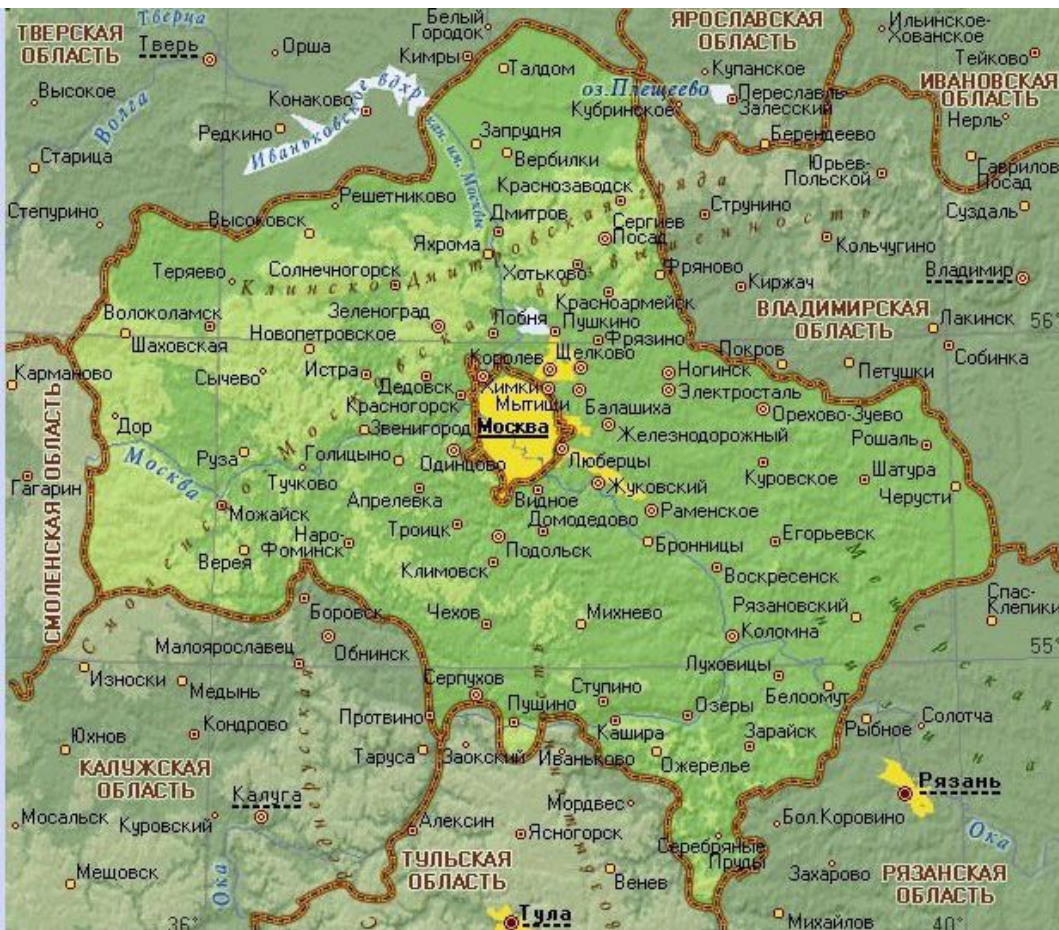 Тверца
Белый
Городок
ЯРОСЛАВСКАЯ
ОБЛАСТЬ
Ильинское-
Хованское
ТВЕРСКАЯ
ОБЛАСТЬ
Тверь
Орша
Кимры
Талдом
Купанское
Тейково
ИВАНОВСКАЯ
ОБЛАСТЬ
Высокое
Волга
Конаково
Иваньковское вдхр
оз.Плещеево
Переславль-
Залесский
Кубринское
Нерль
Редкино
кан. им. Москвы
Запрудня
Берендеево
Старица
Вербилки
Юрьев-
Польской
Гаврилов
Посад
Решетниково
Краснозаводск
Степурино
Высоковск
Дмитров
Сергиев
Посад
Струнино
Суздаль
Яхрома
Кольчугино
Теряево
Солнечногорск
Хотьково
Фряново
Киржач
Владимир
Клинско-Дмитровская гряда
Волоколамск
Зеленоград
Красноармейск
ВЛАДИМИРСКАЯ
ОБЛАСТЬ
Лобня
Пушкино
Лакинск
56°
Шаховская
Новопетровское
Фрязино
Карманово
Сычево
Истра
Дедовск
Королев
Щелково
Ногинск
Покров
Петушки
Собинка
Химки
Электросталь
Красногорск
Мытищи
Балашиха
Орехово-Зуево
Дор
Звенигород
Москва
Железнодорожный
Рошаль
Москва
Руза
Голицыно
Одинцово
Люберцы
Куровское
Шатура
Гагарин
Тучково
Апрелевка
Видное
Жуковский
Черусти
Можайск
Троицк
Домодедово
Раменское
Смоленско-Московская возвышенность
Наро-
Фоминск
Подольск
Бронницы
Егорьевск
Верея
Климовск
Воскресенск
СМОЛЕНСКАЯ ОБЛАСТЬ
Боровск
Чехов
Михнево
Рязановский
Спас-
Клепики
Мещерская
низина
Малоярославец
Обнинск
Коломна
55°
Износки
Медынь
Серпухов
Ступино
Луховицы
Белоомут
Протвино
Пущино
Озеры
Кондрово
Кашира
Зарайск
Рыбное
Солотча
Юхнов
Таруса
Заокский
Иваньково
Ожерелье
КАЛУЖСКАЯ
ОБЛАСТЬ
Рязань
Калуга
Мордвес
Мосальск
Куровский
Алексин
Ясногорск
Бол.Коровино
Ока
Серебряные
Пруды
ТУЛЬСКАЯ
ОБЛАСТЬ
Мещовск
Ока
Венев
Захарово
РЯЗАНСКАЯ
ОБЛАСТЬ
36°
Тула
Михайлов
40°